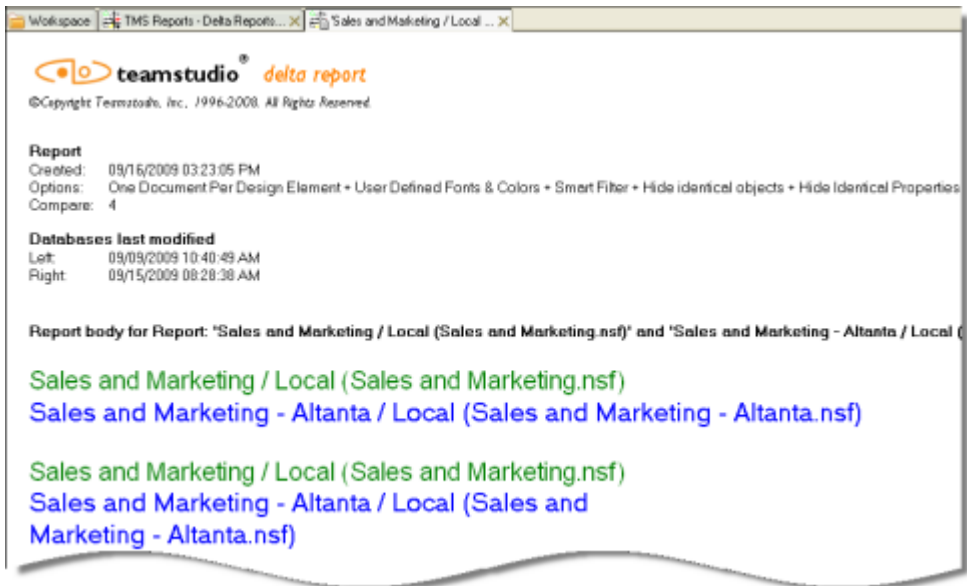 Workspace TMS Reports - Delta Reports... "Sales and Marketing / Local ...
teamstudio® delta report
©Copyright Teamstudio, Inc., 1996-2008. All Rights Reserved.
Report
Created: 09/16/2009 03:23:05 PM
Options: One Document Per Design Element + User Defined Fonts & Colors + Smart Filter + Hide identical objects + Hide Identical Properties
Compare: 4
Databases last modified
Left: 09/09/2009 10:40:49 AM
Right: 09/15/2009 08:28:38 AM
Report body for Report: "Sales and Marketing / Local (Sales and Marketing.nsf)" and "Sales and Marketing - Altanta / Local (
Sales and Marketing / Local (Sales and Marketing.nsf)
Sales and Marketing - Altanta / Local (Sales and Marketing - Altanta.nsf)
Sales and Marketing / Local (Sales and Marketing.nsf)
Sales and Marketing - Altanta / Local (Sales and
Marketing - Altanta.nsf)